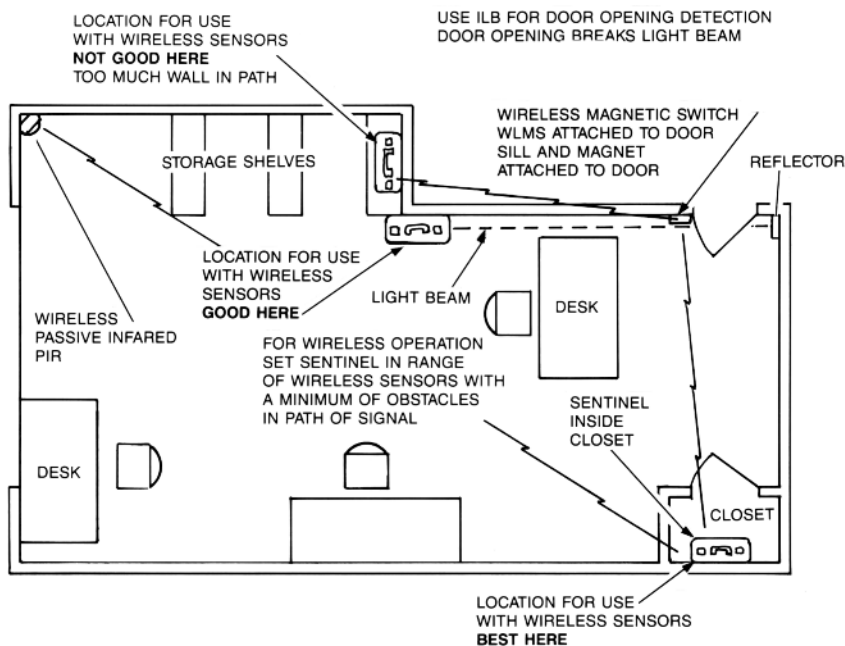 LOCATION FOR USE
WITH WIRELESS SENSORS
NOT GOOD HERE
TOO MUCH WALL IN PATH
USE ILB FOR DOOR OPENING DETECTION
DOOR OPENING BREAKS LIGHT BEAM
WIRELESS MAGNETIC SWITCH
WLMS ATTACHED TO DOOR
SILL AND MAGNET
ATTACHED TO DOOR
REFLECTOR
STORAGE SHELVES
LOCATION FOR USE
WITH WIRELESS
SENSORS
GOOD HERE
LIGHT BEAM
DESK
WIRELESS
PASSIVE INFARED
PIR
FOR WIRELESS OPERATION
SET SENTINEL IN RANGE
OF WIRELESS SENSORS WITH
A MINIMUM OF OBSTACLES
IN PATH OF SIGNAL
SENTINEL
INSIDE
CLOSET
DESK
CLOSET
LOCATION FOR USE
WITH WIRELESS SENSORS
BEST HERE